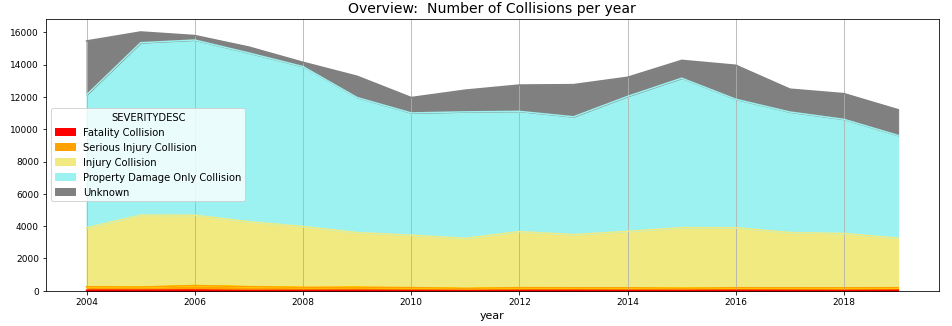 Overview:  Number of Collisions per year
16000
14000
12000
10000
8000
6000
4000
2000
0
SEVERITYDESC
Fatality Collision
Serious Injury Collision
Injury Collision
Property Damage Only Collision
Unknown
2004 2006 2008 2010 2012 2014 2016 2018
year